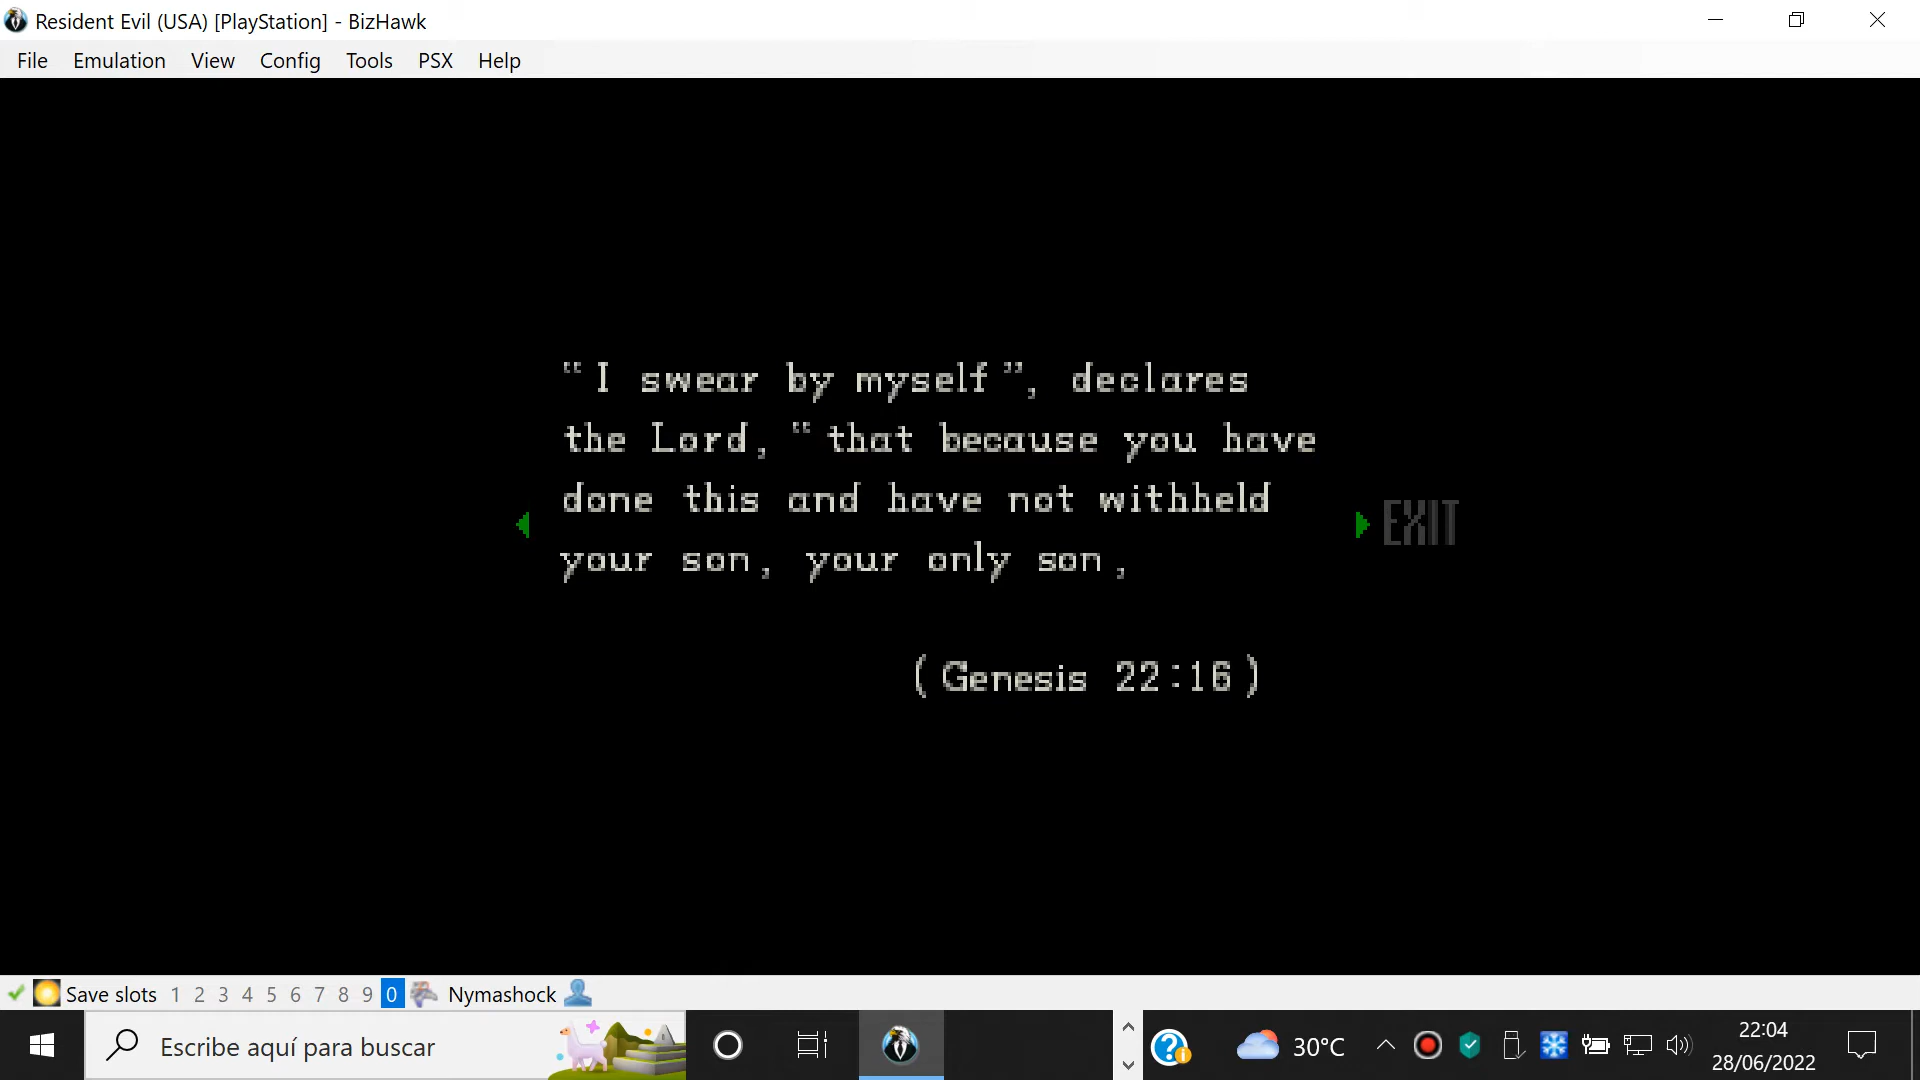 Resident Evil (USA) [PlayStation] - BizHawk
File Emulation View Config Tools PSX Help
“I swear by myself”, declares
the Lord, “that because you have
done this and have not withheld
your son, your only son,
EXIT
(Genesis 22:16)
Save slots 1 2 3 4 5 6 7 8 9 0 Nymashock
Escribe aquí para buscar
30°C
22:04
28/06/2022